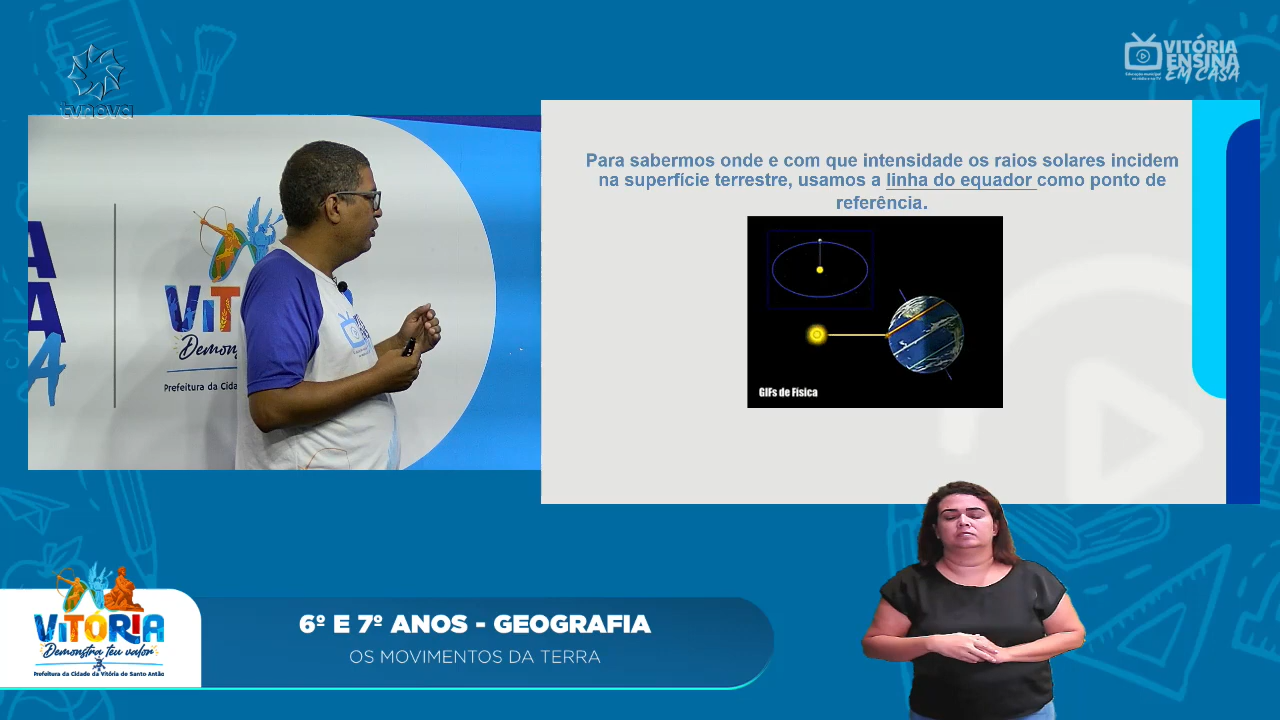 tvnova
VITÓRIA
ENSINA
EM CASA
Para sabermos onde e com que intensidade os raios solares incidem
na superfície terrestre, usamos a linha do equador como ponto de
referência.
GIFs de Física
A
A
A
VIT
Demons
Prefeitura da Cida
6º E 7º ANOS - GEOGRAFIA
OS MOVIMENTOS DA TERRA
VITÓRIA
Demonstra teu valor
Prefeitura da Cidade da Vitória de Santo Antão